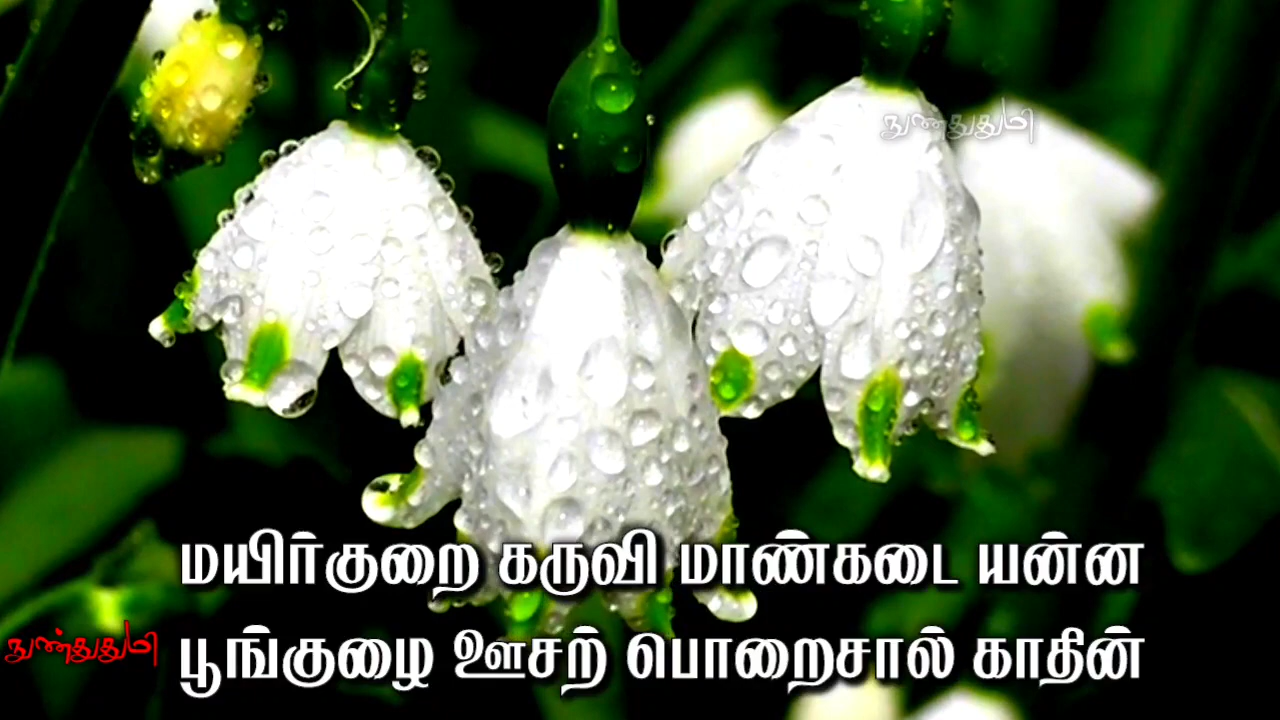 நுண்துதுமி
மயிர்குறை கருவி மாண்கடை யன்ன
பூங்குழை ஊசற் பொறைசால் காதின்
நுண்துதுமி